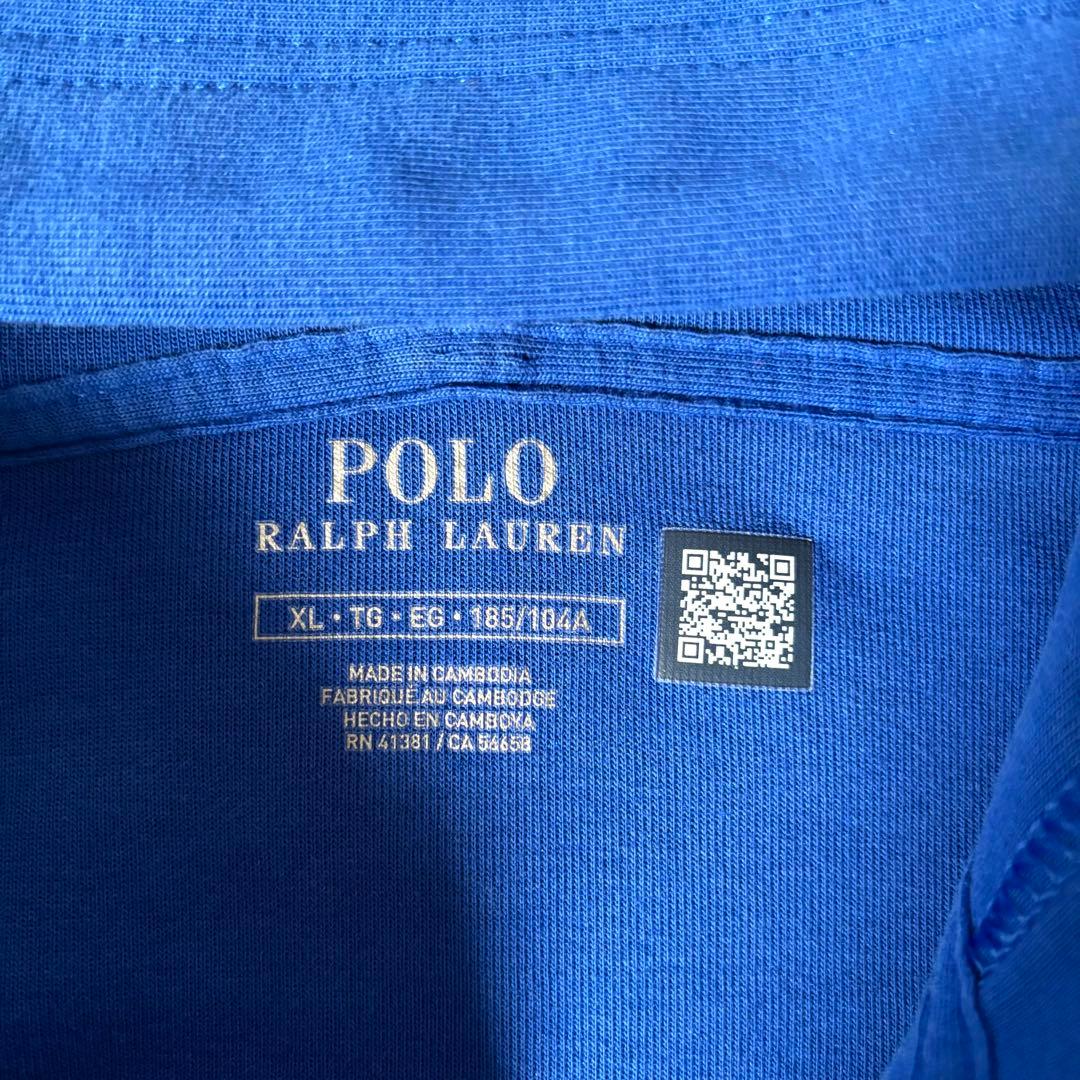 POLO
RALPH LAUREN
XL • TG • EG • 185/104A
MADE IN CAMBODIA
FABRIQUÉ AU CAMBODGE
HECHO EN CAMBOYA
RN 41381 / CA 56658